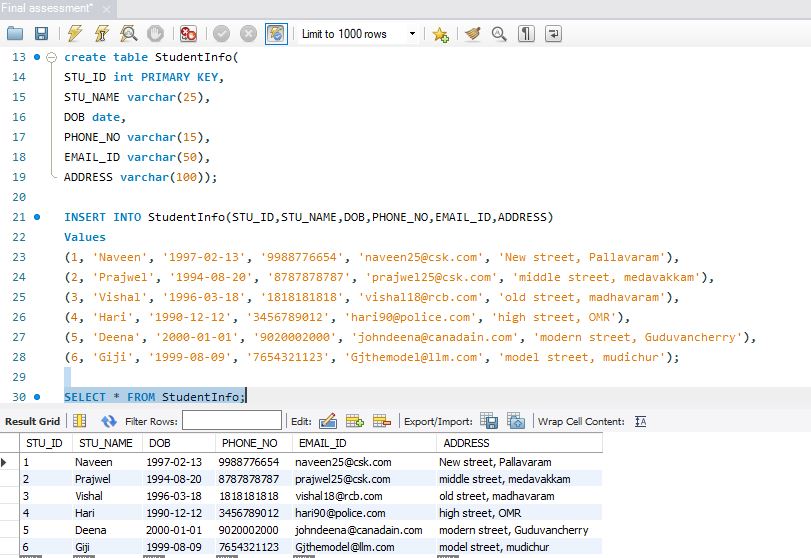 Final assessment*
Limit to 1000 rows
13 create table StudentInfo(
14 STU_ID int PRIMARY KEY,
15 STU_NAME varchar(25),
16 DOB date,
17 PHONE_NO varchar(15),
18 EMAIL_ID varchar(50),
19 ADDRESS varchar(100));
20
21 INSERT INTO StudentInfo(STU_ID,STU_NAME,DOB,PHONE_NO,EMAIL_ID,ADDRESS)
22 Values
23 (1, 'Naveen', '1997-02-13', '9988776654', 'naveen25@csk.com', 'New street, Pallavaram'),
24 (2, 'Prajwel', '1994-08-20', '8787878787', 'prajwel25@csk.com', 'middle street, medavakkam'),
25 (3, 'Vishal', '1996-03-18', '1818181818', 'vishal18@rcb.com', 'old street, madhavaram'),
26 (4, 'Hari', '1990-12-12', '3456789012', 'hari90@police.com', 'high street, OMR'),
27 (5, 'Deena', '2000-01-01', '9020002000', 'johndeena@canadain.com', 'modern street, Guduvancherry'),
28 (6, 'Giji', '1999-08-09', '7654321123', 'Gjthemodel@llm.com', 'model street, mudichur');
29
30 SELECT * FROM StudentInfo;
Result Grid Filter Rows: Edit: Export/Import: Wrap Cell Content:
STU_ID STU_NAME DOB PHONE_NO EMAIL_ID ADDRESS
1 Naveen 1997-02-13 9988776654 naveen25@csk.com New street, Pallavaram
2 Prajwel 1994-08-20 8787878787 prajwel25@csk.com middle street, medavakkam
3 Vishal 1996-03-18 1818181818 vishal18@rcb.com old street, madhavaram
4 Hari 1990-12-12 3456789012 hari90@police.com high street, OMR
5 Deena 2000-01-01 9020002000 johndeena@canadain.com modern street, Guduvancherry
6 Giji 1999-08-09 7654321123 Gjthemodel@llm.com model street, mudichur